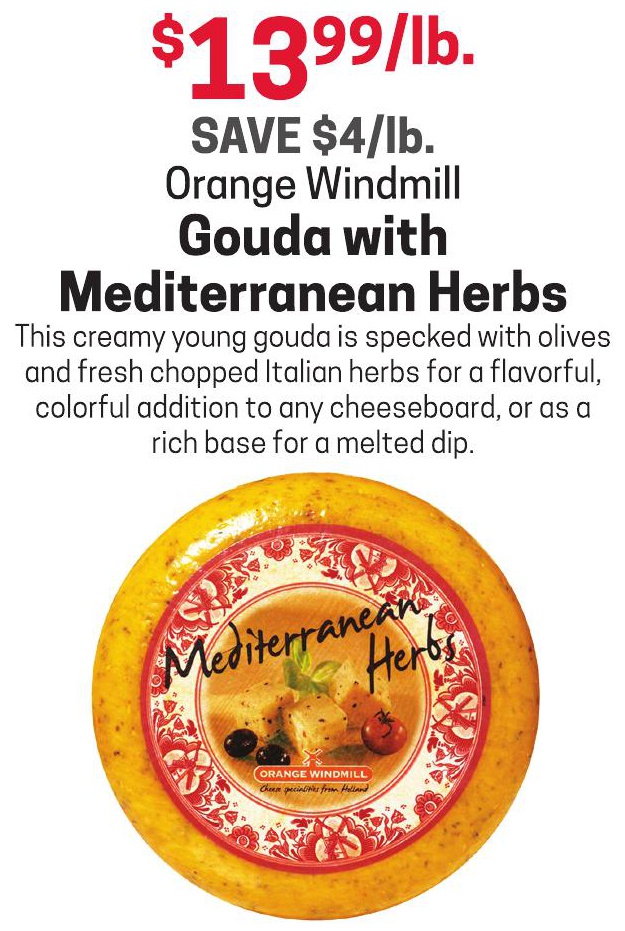 $13 99/lb.
SAVE $4/lb.
Orange Windmill
Gouda with
Mediterranean Herbs
This creamy young gouda is specked with olives
and fresh chopped Italian herbs for a flavorful,
colorful addition to any cheeseboard, or as a
rich base for a melted dip.
Mediterranean
Herbs
ORANGE WINDMILL
Cheese specialities from Holland